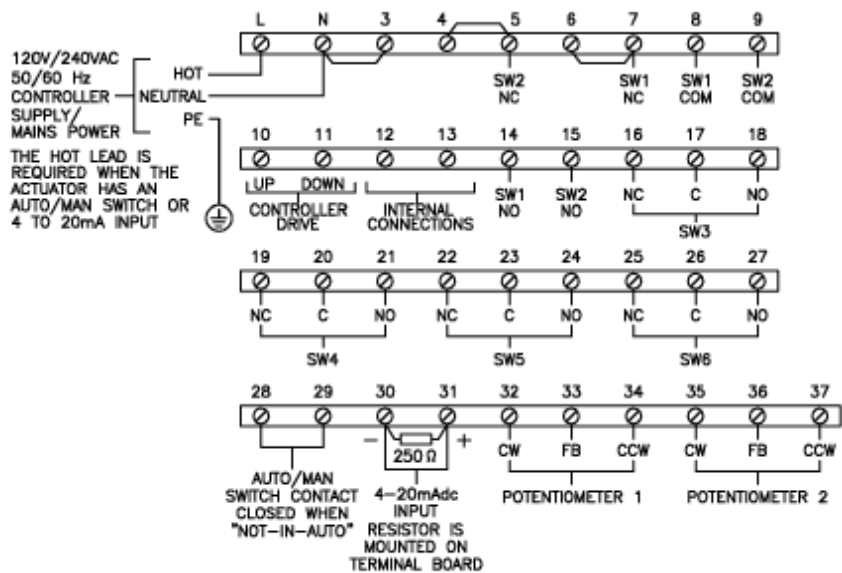 L N 3 4 5 6 7 8 9
120V/240VAC
50/60 Hz
CONTROLLER
SUPPLY/
MAINS POWER
HOT
NEUTRAL
PE
SW2 SW1 SW1 SW2
NC NC COM COM
THE HOT LEAD IS
REQUIRED WHEN THE
ACTUATOR HAS AN
AUTO/MAN SWITCH OR
4 TO 20mA INPUT
10 11 12 13 14 15 16 17 18
UP DOWN
CONTROLLER
DRIVE
INTERNAL
CONNECTIONS
SW1 SW2 NC C NO
NO NO
SW3
19 20 21 22 23 24 25 26 27
NC C NO NC C NO NC C NO
SW4 SW5 SW6
28 29 30 31 32 33 34 35 36 37
- +
250 Ω
CW FB CCW CW FB CCW
AUTO/MAN
SWITCH CONTACT
CLOSED WHEN
"NOT-IN-AUTO"
4-20mAdc
INPUT
RESISTOR IS
MOUNTED ON
TERMINAL BOARD
POTENTIOMETER 1 POTENTIOMETER 2